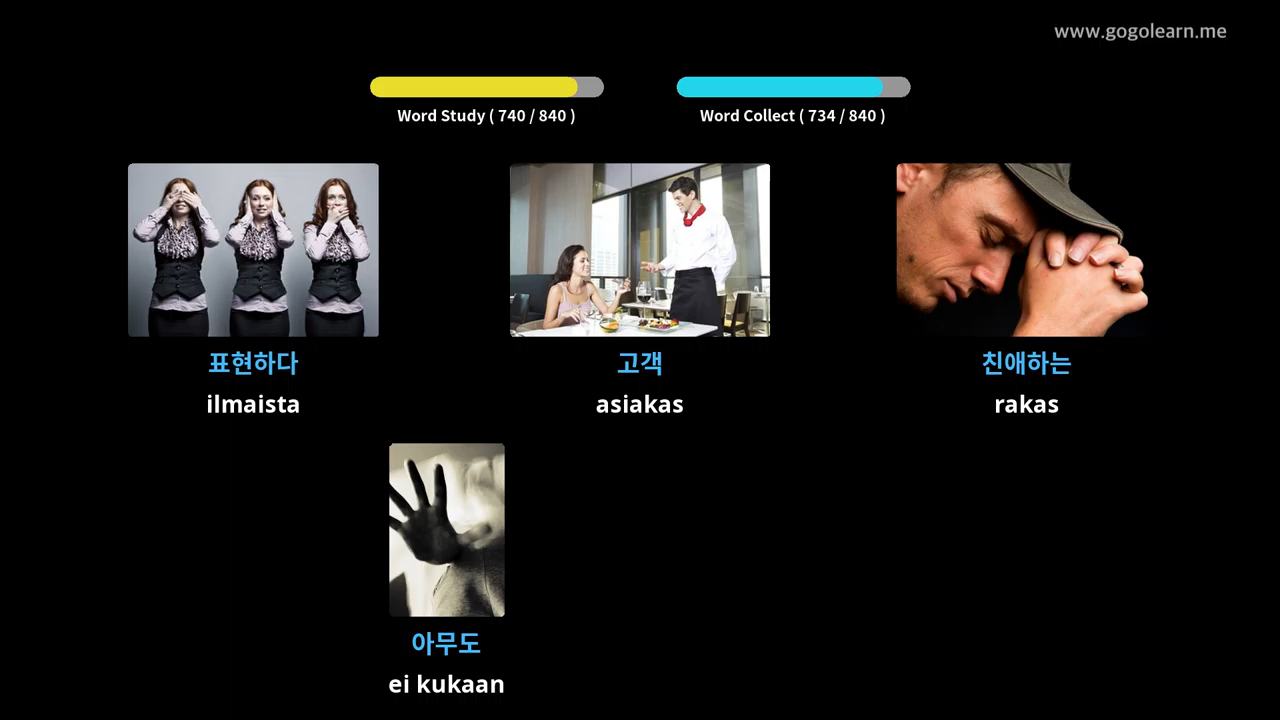 www.gogolearn.me
Word Study ( 740 / 840 )
Word Collect ( 734 / 840 )
표현하다
고객
친애하는
ilmaista
asiakas
rakas
아무도
ei kukaan